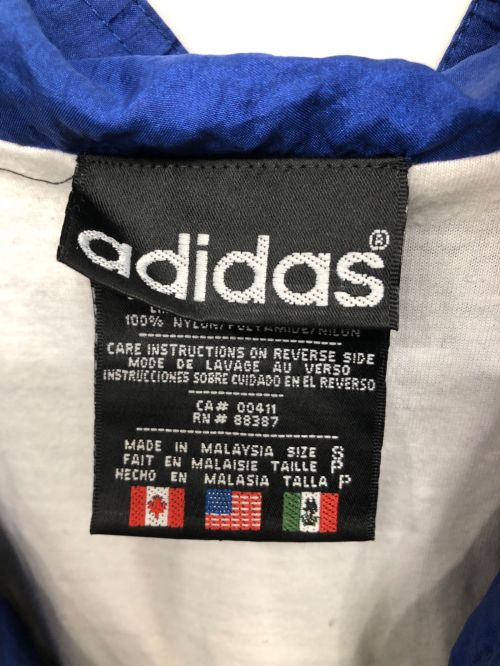 adidas®
100% NYLON/POLYAMIDE/NILON
CARE INSTRUCTIONS ON REVERSE SIDE
MODE DE LAVAGE AU VERSO
INSTRUCCIONES SOBRE CUIDADO EN EL REVERSO
CA# 00411
RN# 88387
MADE IN MALAYSIA SIZE S
FAIT EN MALAISIE TAILLE P
HECHO EN MALASIA TALLA P